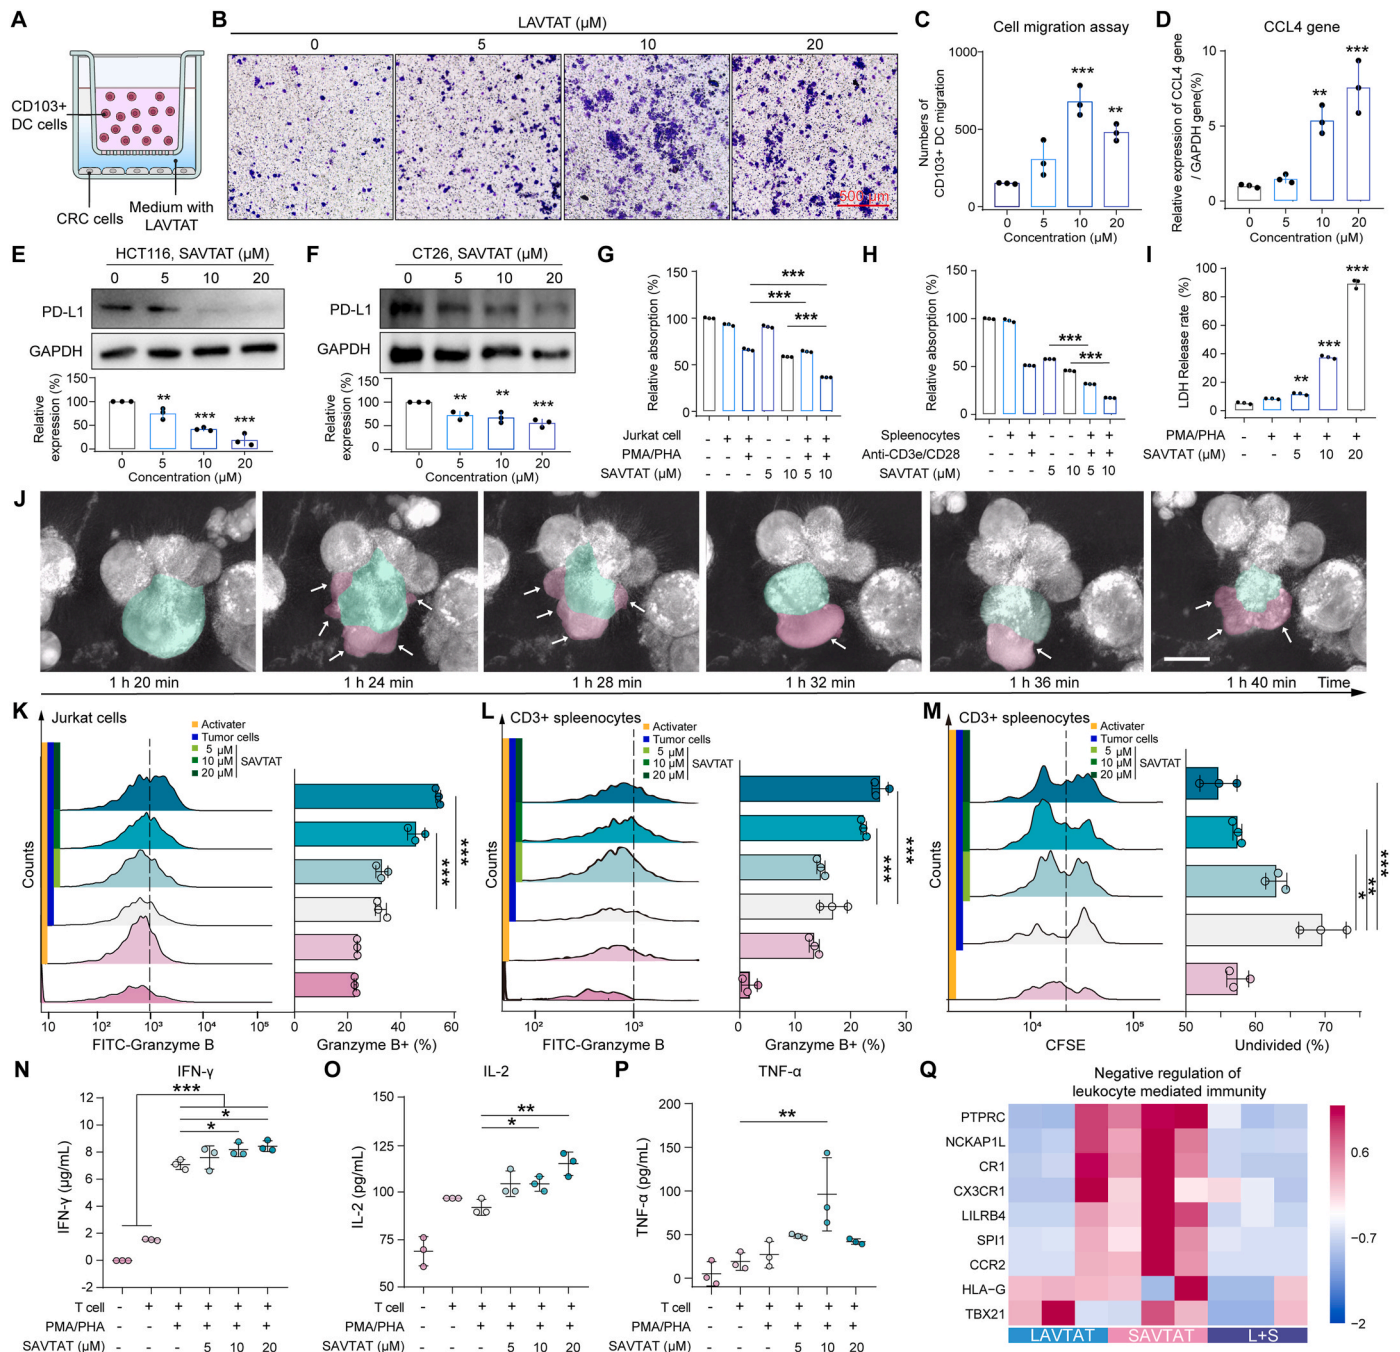 A
CD103+
DC cells
CRC cells
Medium with
LAVTAT
B
LAVTAT (µM)
0 5 10 20
500 µm
C
Cell migration assay
Numbers of
CD103+ DC migration
1000
500
0
***
**
0 5 10 20
Concentration (µM)
D
CCL4 gene
Relative expression of CCL4 gene
/ GAPDH gene(%)
10
5
0
**
***
0 5 10 20
Concentration (µM)
E
HCT116, SAVTAT (µM)
0 5 10 20
PD-L1
GAPDH
Relative
expression (%)
150
100
50
0
** *** ***
0 5 10 20
Concentration (µM)
F
CT26, SAVTAT (µM)
0 5 10 20
PD-L1
GAPDH
Relative
expression (%)
150
100
50
0
** ** ***
0 5 10 20
Concentration (µM)
G
Relative absorption (%)
150
100
50
0
***
***
***
Jurkat cell - + + - - + +
PMA/PHA - - + - - + +
SAVTAT (µM) - - - 5 10 5 10
H
Relative absorption (%)
150
100
50
0
***
***
Spleenocytes - + + - - + +
Anti-CD3e/CD28 - - + - - + +
SAVTAT (µM) - - - 5 10 5 10
I
LDH Release rate (%)
100
80
60
40
20
0
**
***
***
PMA/PHA - + + + +
SAVTAT (µM) - - 5 10 20
J
1 h 20 min 1 h 24 min 1 h 28 min 1 h 32 min 1 h 36 min 1 h 40 min Time
K
Jurkat cells
Activater
Tumor cells
5 µM
10 µM SAVTAT
20 µM
Counts
10 10² 10³ 10⁴ 10⁵
FITC-Granzyme B
***
***
0 20 40 60
Granzyme B+ (%)
L
CD3+ spleenocytes
Activater
Tumor cells
5 µM
10 µM SAVTAT
20 µM
Counts
10² 10³
FITC-Granzyme B
***
***
0 10 20 30
Granzyme B+ (%)
M
CD3+ spleenocytes
Activater
Tumor cells
5 µM
10 µM SAVTAT
20 µM
Counts
10⁴ 10⁵
CFSE
*
**
***
50 60 70
Undivided (%)
N
IFN-γ
IFN-γ (µg/mL)
12
10
8
6
4
2
0
-2
***
*
*
T cell - + + + + +
PMA/PHA - - + + + +
SAVTAT (µM) - - - 5 10 20
O
IL-2
IL-2 (pg/mL)
150
100
50
**
*
T cell - + + + + +
PMA/PHA - - + + + +
SAVTAT (µM) - - - 5 10 20
P
TNF-α
TNF-α (pg/mL)
200
150
100
50
0
**
T cell - + + + + +
PMA/PHA - - + + + +
SAVTAT (µM) - - - 5 10 20
Q
Negative regulation of
leukocyte mediated immunity
PTPRC
NCKAP1L
CR1
CX3CR1
LILRB4
SPI1
CCR2
HLA-G
TBX21
LAVTAT SAVTAT L+S
0.6
−0.7
−2